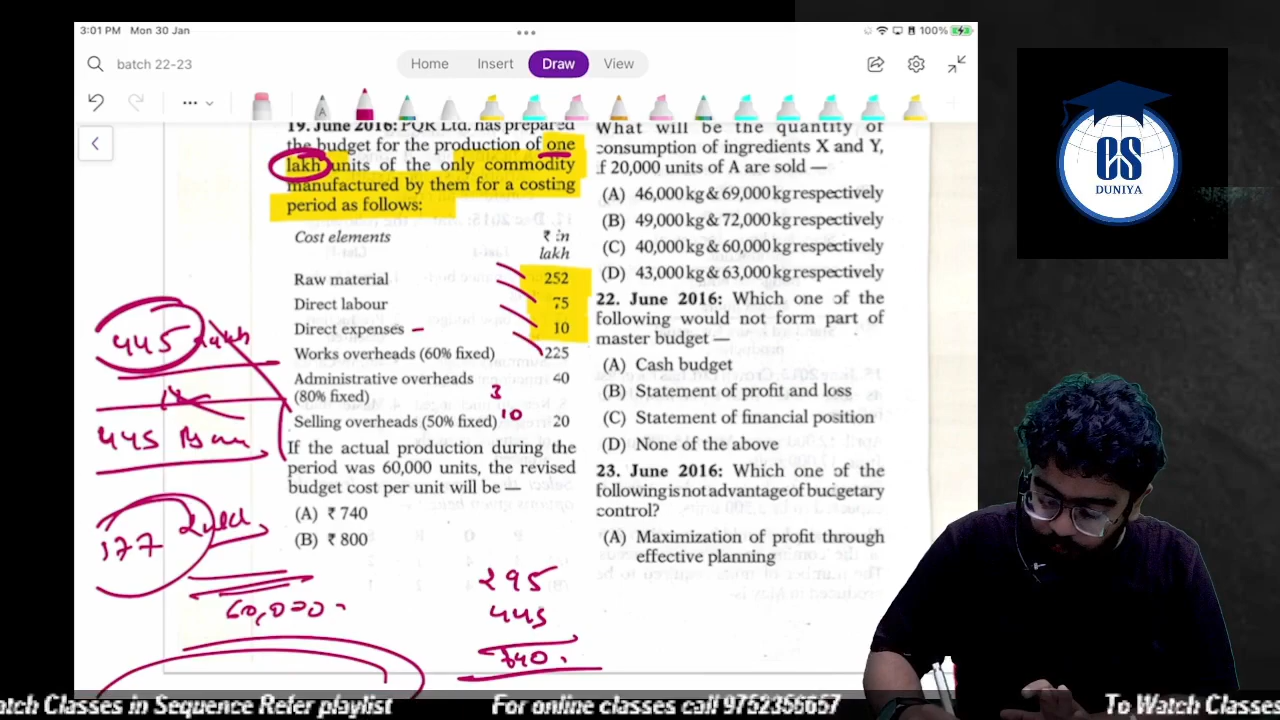 3:01 PM Mon 30 Jan
100%
batch 22-23
Home
Insert
Draw
View
19. June 2016: PQR Ltd. has prepared
the budget for the production of one
lakh units of the only commodity
manufactured by them for a costing
period as follows:
Cost elements
₹ in
lakh
Raw material 252
Direct labour 75
Direct expenses 10
Works overheads (60% fixed) 225
Administrative overheads 40
(80% fixed)
3
Selling overheads (50% fixed) 20
10
If the actual production during the
period was 60,000 units, the revised
budget cost per unit will be —
(A) ₹ 740
(B) ₹ 800
445 lakh
445
177
60,000
295
445
740.
What will be the quantity of
consumption of ingredients X and Y,
if 20,000 units of A are sold —
(A) 46,000 kg & 69,000 kg respectively
(B) 49,000 kg & 72,000 kg respectively
(C) 40,000 kg & 60,000 kg respectively
(D) 43,000 kg & 63,000 kg respectively
22. June 2016: Which one of the
following would not form part of
master budget —
(A) Cash budget
(B) Statement of profit and loss
(C) Statement of financial position
(D) None of the above
23. June 2016: Which one of the
following is not advantage of budgetary
control?
(A) Maximization of profit through
effective planning
CS
DUNIYA
atch Classes in Sequence Refer playlist
For online classes call 9752356657
To Watch Classes